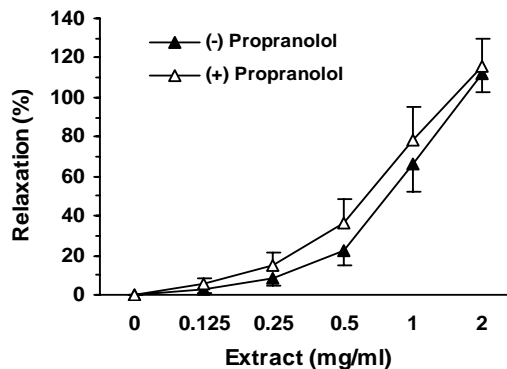 140
120
100
80
60
40
20
0
Relaxation (%)
(-) Propranolol
(+) Propranolol
0 0.125 0.25 0.5 1 2
Extract (mg/ml)